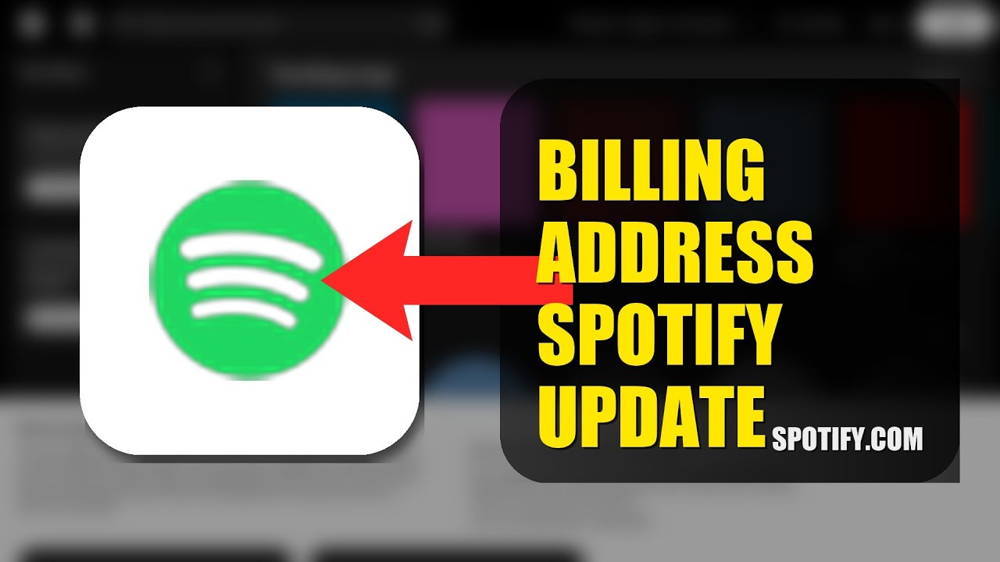 BILLING
ADDRESS
SPOTIFY
UPDATE
SPOTIFY.COM